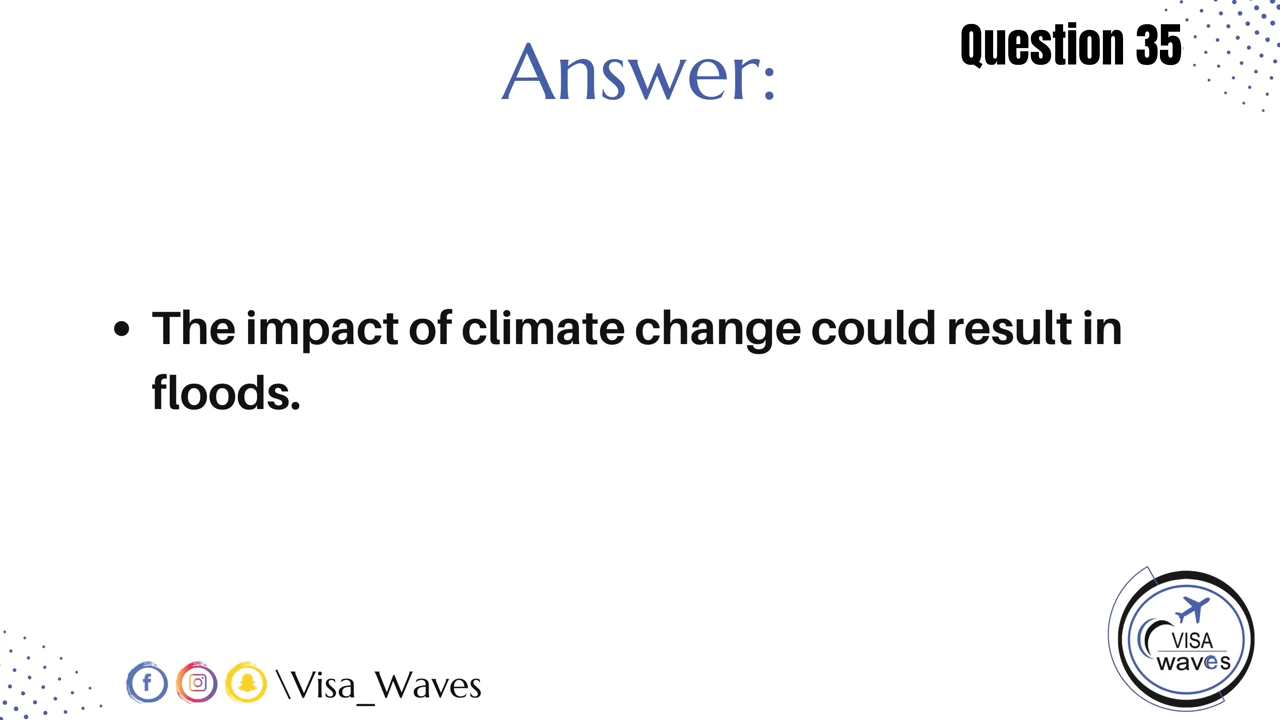 Question 35
Answer:
• The impact of climate change could result in
floods.
\Visa_Waves
VISA
waves